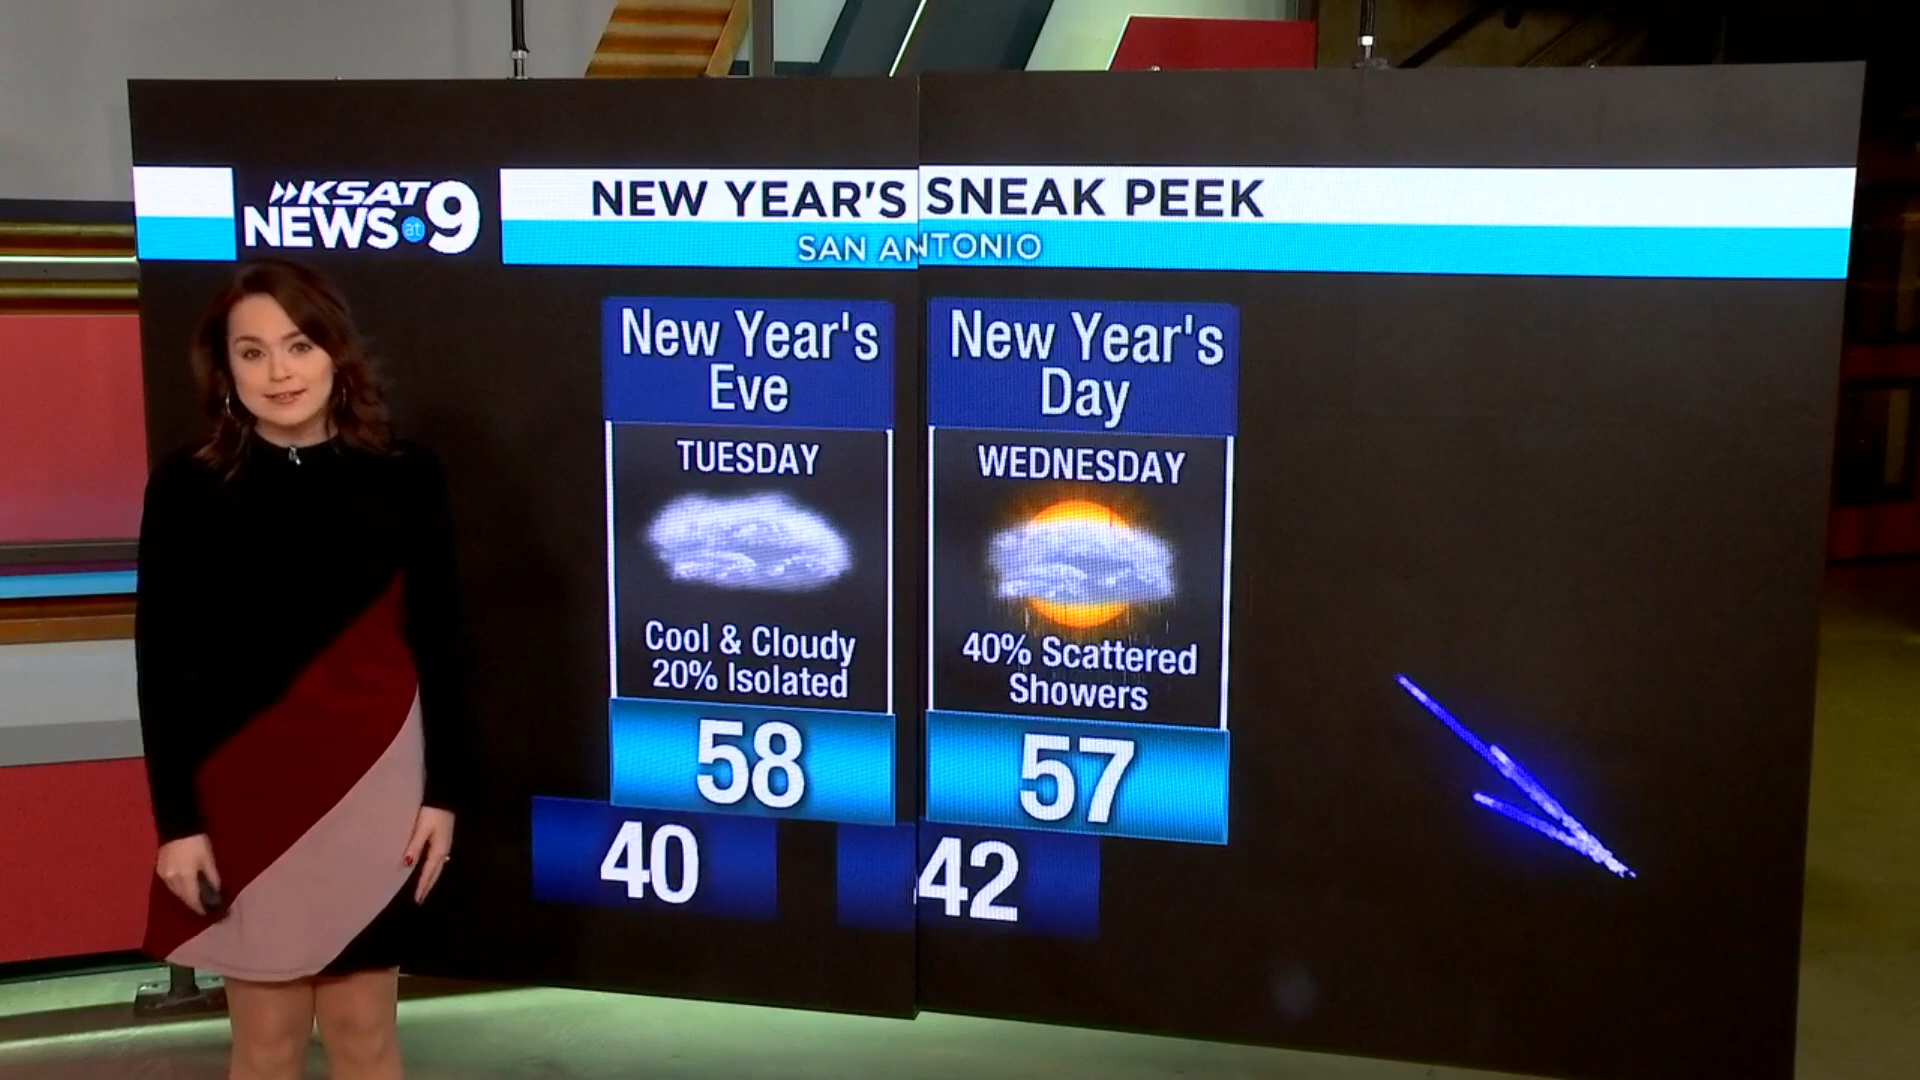 KSAT
NEWS at 9
NEW YEAR'S SNEAK PEEK
SAN ANTONIO
New Year's
Eve
TUESDAY
Cool & Cloudy
20% Isolated
58
40
New Year's
Day
WEDNESDAY
40% Scattered
Showers
57
42